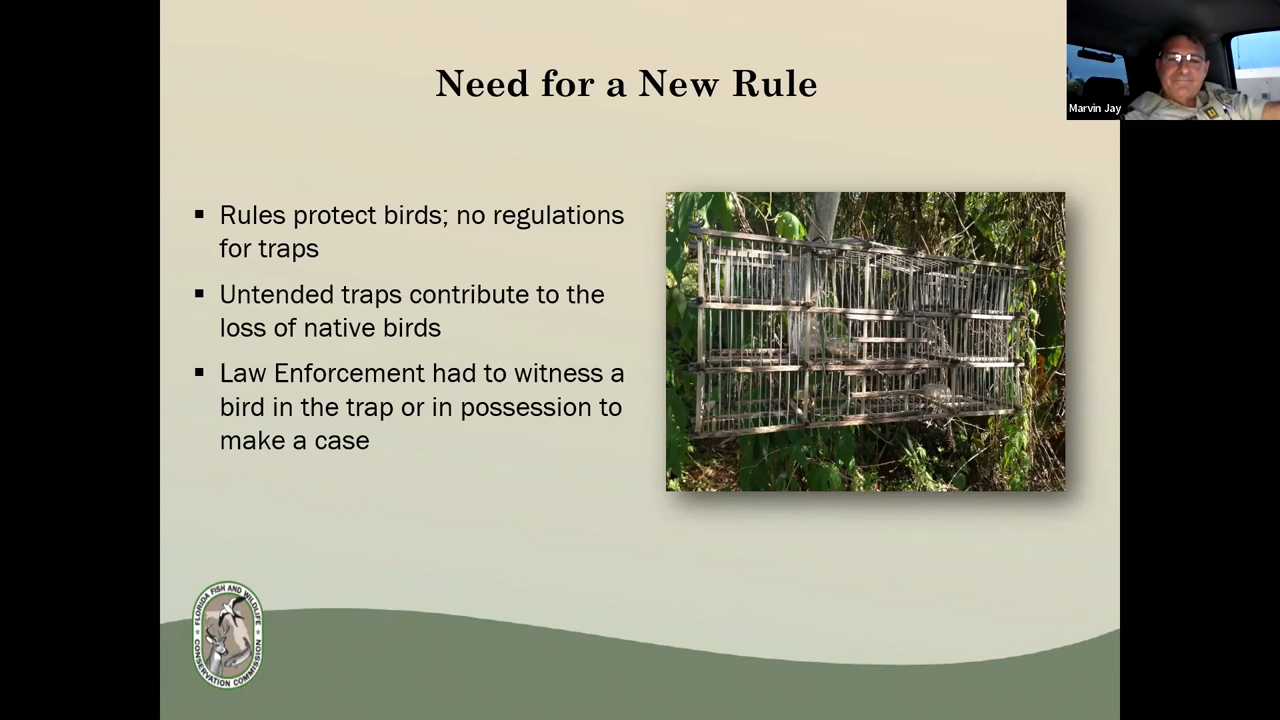 Need for a New Rule
Marvin Jay
▪ Rules protect birds; no regulations
for traps
▪ Untended traps contribute to the
loss of native birds
▪ Law Enforcement had to witness a
bird in the trap or in possession to
make a case
FLORIDA FISH AND WILDLIFE
CONSERVATION COMMISSION